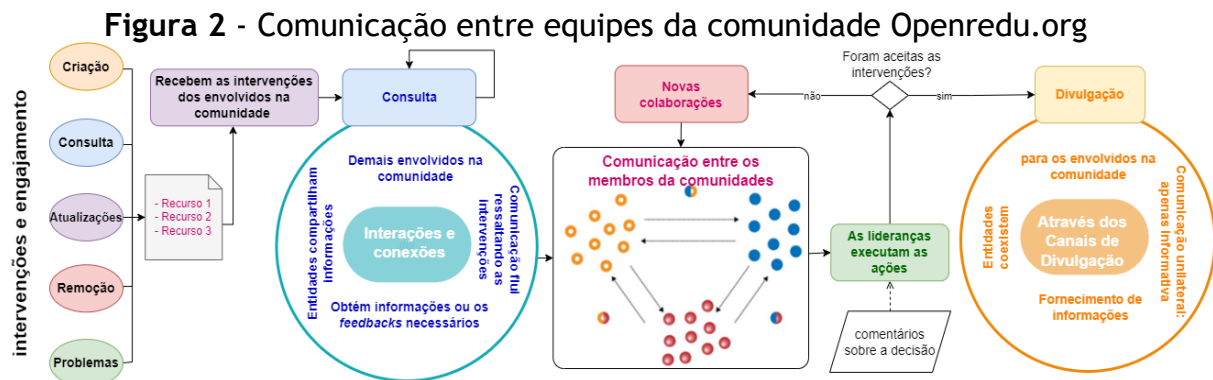 Figura 2 - Comunicação entre equipes da comunidade Openredu.org
intervenções e engajamento
Criação
Consulta
Atualizações
Remoção
Problemas
- Recurso 1
- Recurso 2
- Recurso 3
Recebem as intervenções
dos envolvidos na
comunidade
Consulta
Demais envolvidos na
comunidade
Entidades compartilham
informações
Interações e
conexões
Comunicação flui
ressaltando as
intervenções
Obtém informações ou os
feedbacks necessários
Novas
colaborações
Comunicação entre os
membros da comunidades
Foram aceitas as
intervenções?
não
sim
As lideranças
executam as
ações
comentários
sobre a decisão
Divulgação
para os envolvidos na
comunidade
Entidades
coexistem
Através dos
Canais de
Divulgação
Comunicação unilateral:
apenas Informativa
Fornecimento de
informações